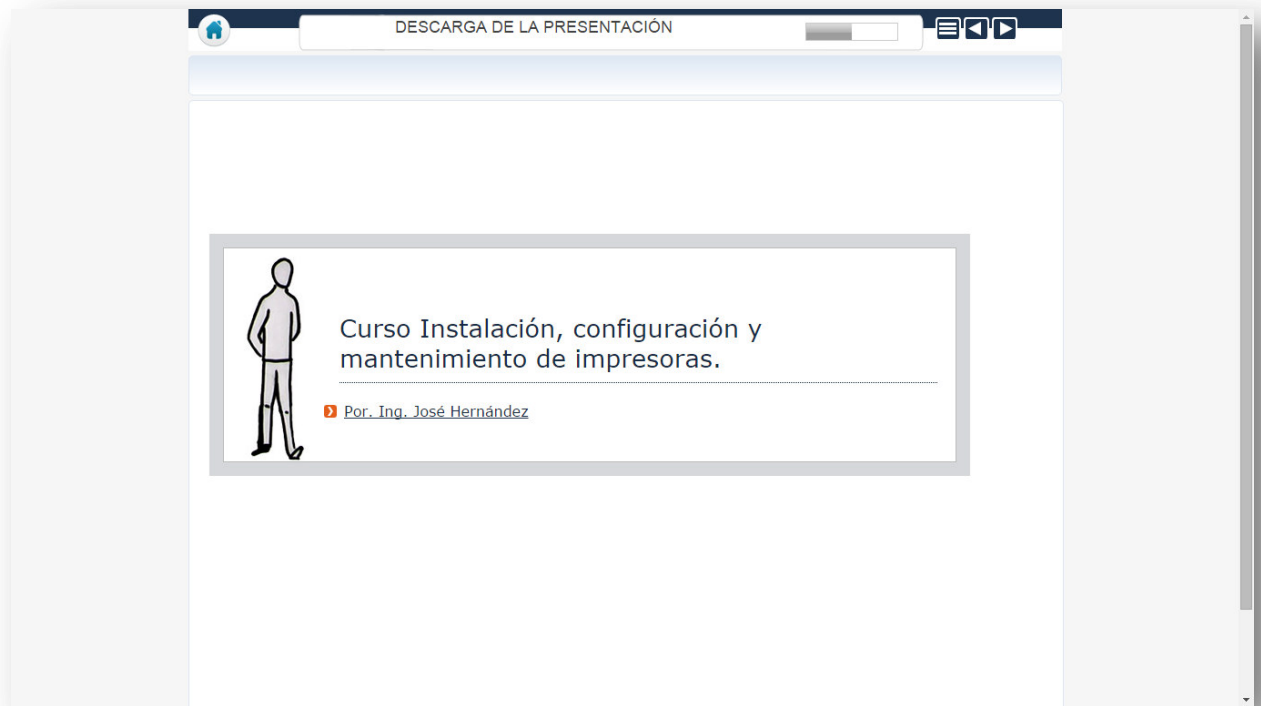 DESCARGA DE LA PRESENTACIÓN
Curso Instalación, configuración y
mantenimiento de impresoras.
Por. Ing. José Hernández